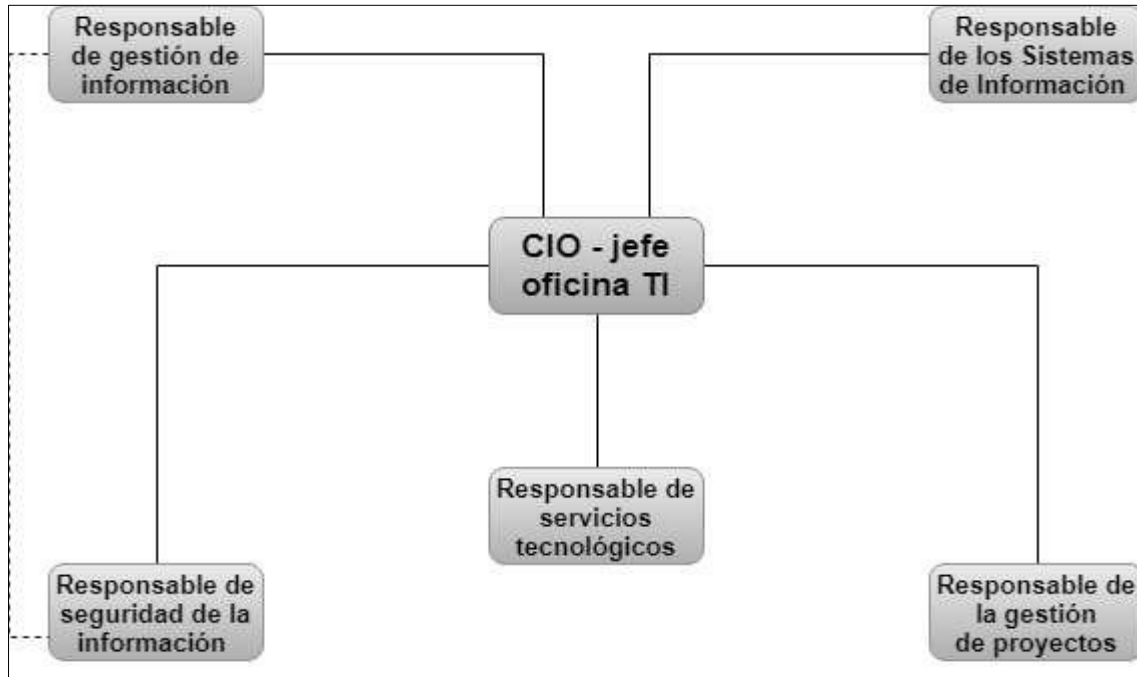 Responsable
de gestión de
información
Responsable
de los Sistemas
de Información
CIO - jefe
oficina TI
Responsable de
servicios
tecnológicos
Responsable de
seguridad de la
información
Responsable de
la gestión
de proyectos